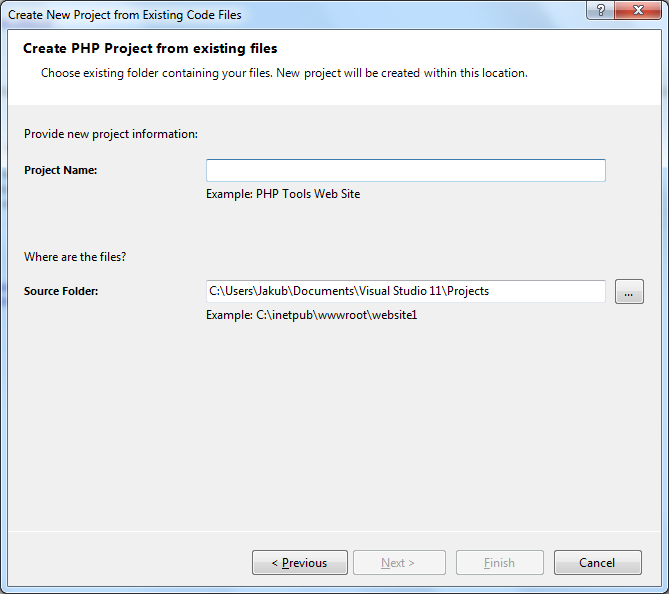 Create New Project from Existing Code Files
?
Create PHP Project from existing files
Choose existing folder containing your files. New project will be created within this location.
Provide new project information:
Project Name:
Example: PHP Tools Web Site
Where are the files?
Source Folder: C:\Users\Jakub\Documents\Visual Studio 11\Projects ...
Example: C:\inetpub\wwwroot\website1
< Previous Next > Finish Cancel